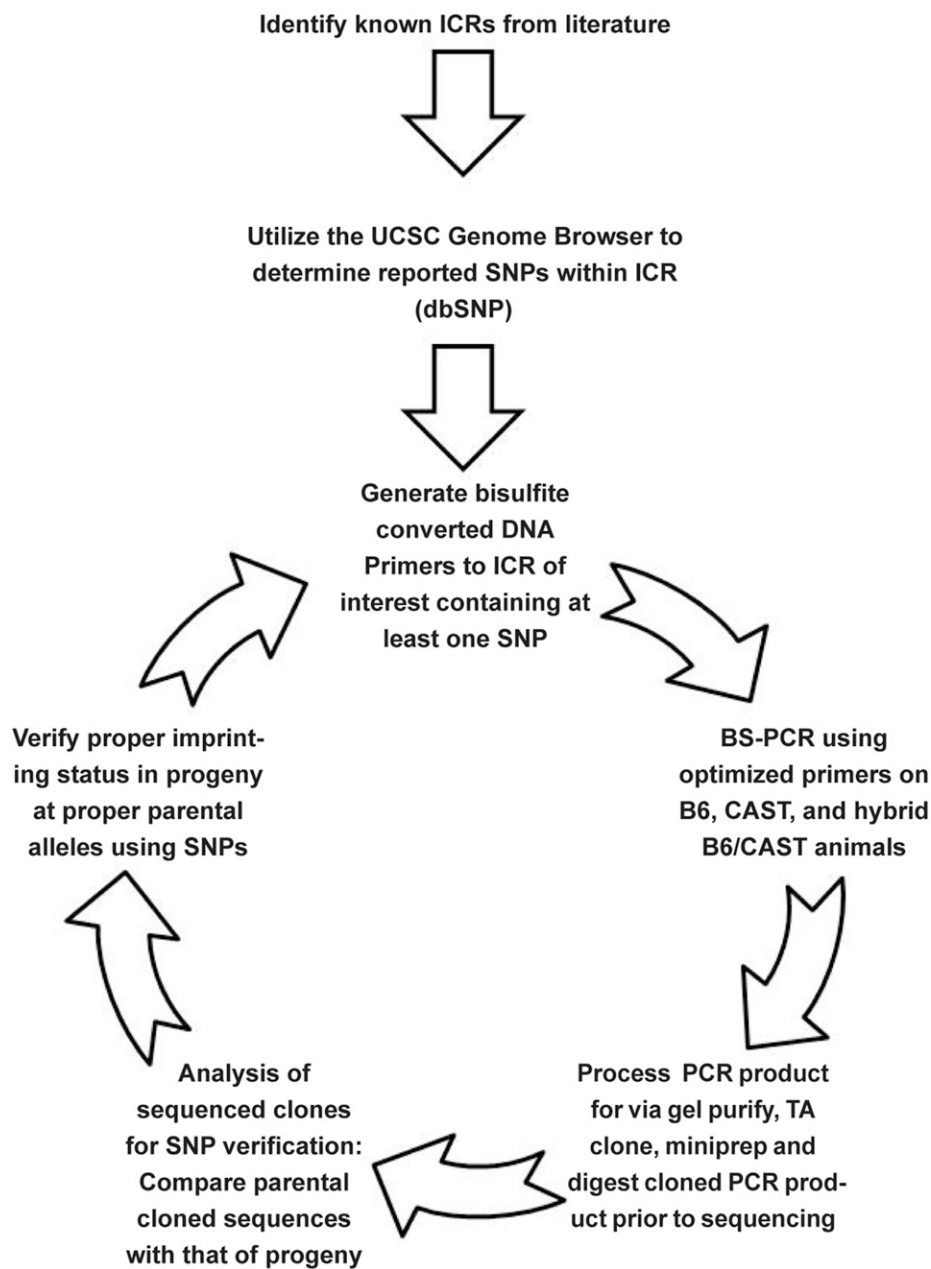 Identify known ICRs from literature
Utilize the UCSC Genome Browser to
determine reported SNPs within ICR
(dbSNP)
Generate bisulfite
converted DNA
Primers to ICR of
interest containing at
least one SNP
BS-PCR using
optimized primers on
B6, CAST, and hybrid
B6/CAST animals
Process PCR product
for via gel purify, TA
clone, miniprep and
digest cloned PCR prod-
uct prior to sequencing
Analysis of
sequenced clones
for SNP verification:
Compare parental
cloned sequences
with that of progeny
Verify proper imprint-
ing status in progeny
at proper parental
alleles using SNPs